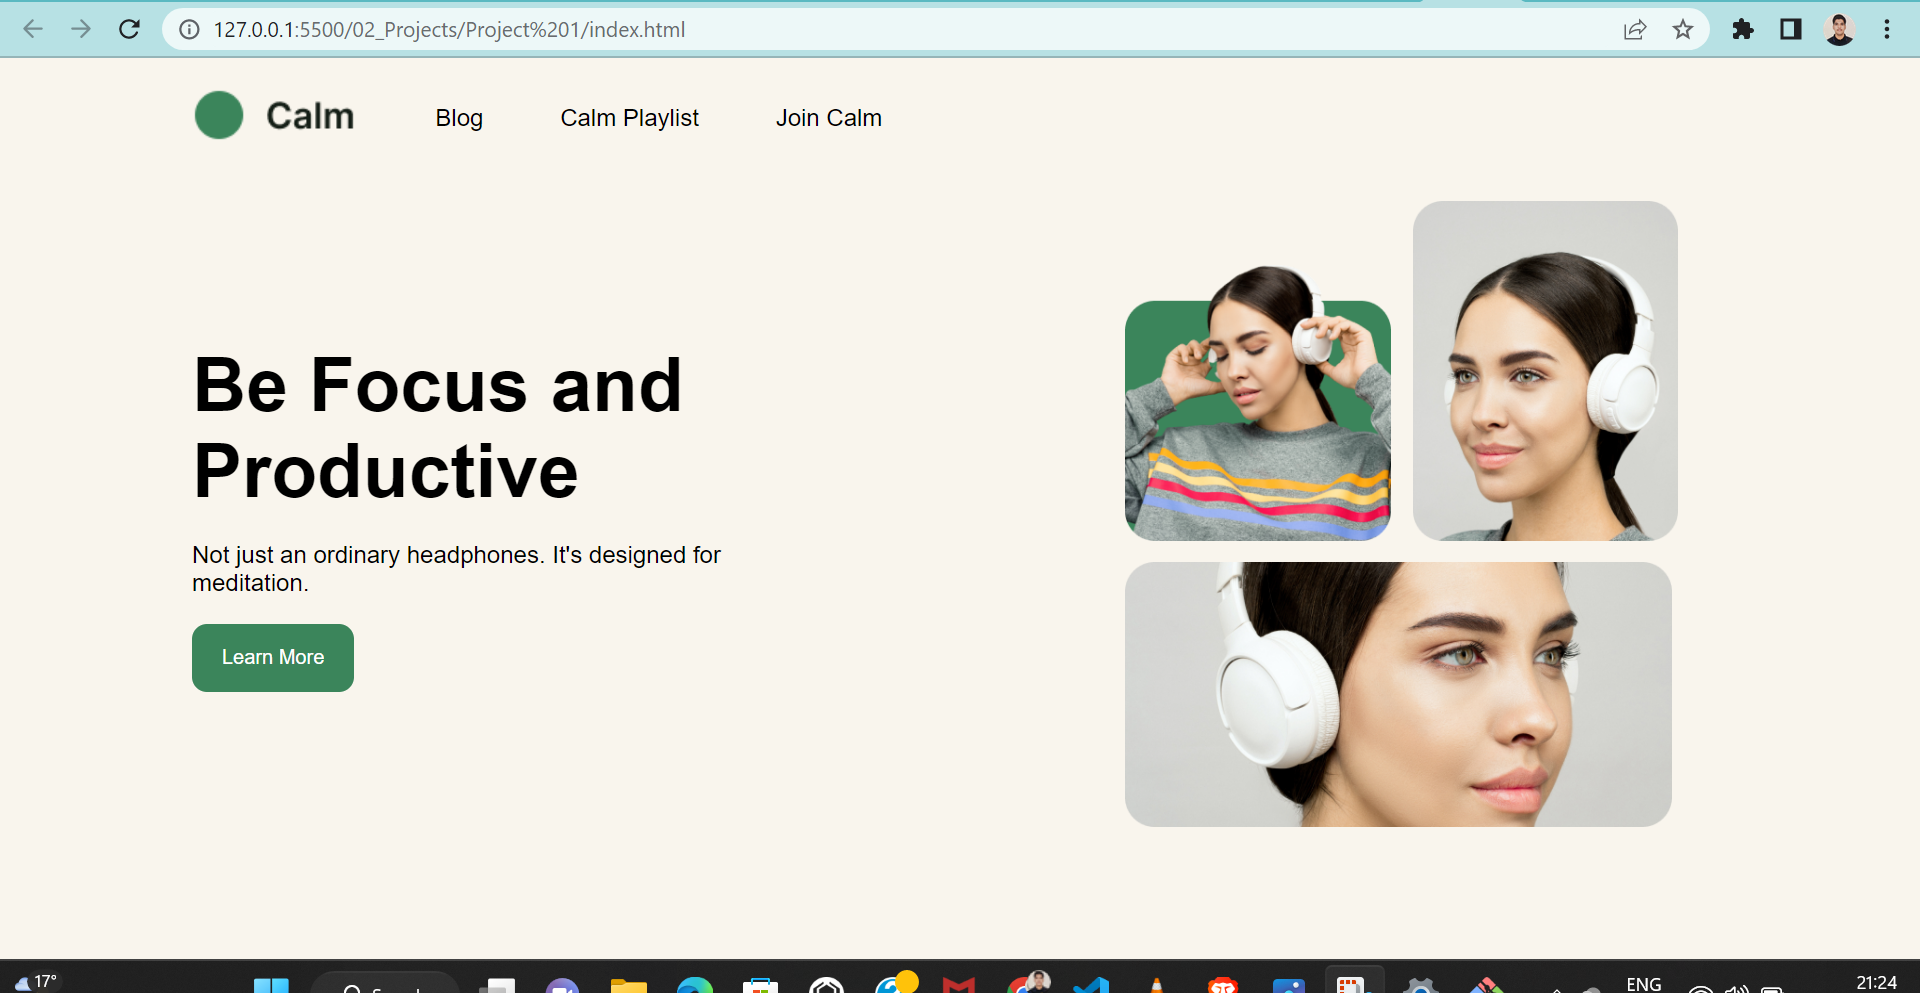 127.0.0.1:5500/02_Projects/Project%201/index.html
Calm Blog Calm Playlist Join Calm
Be Focus and
Productive
Not just an ordinary headphones. It's designed for
meditation.
Learn More
17°
ENG
21:24